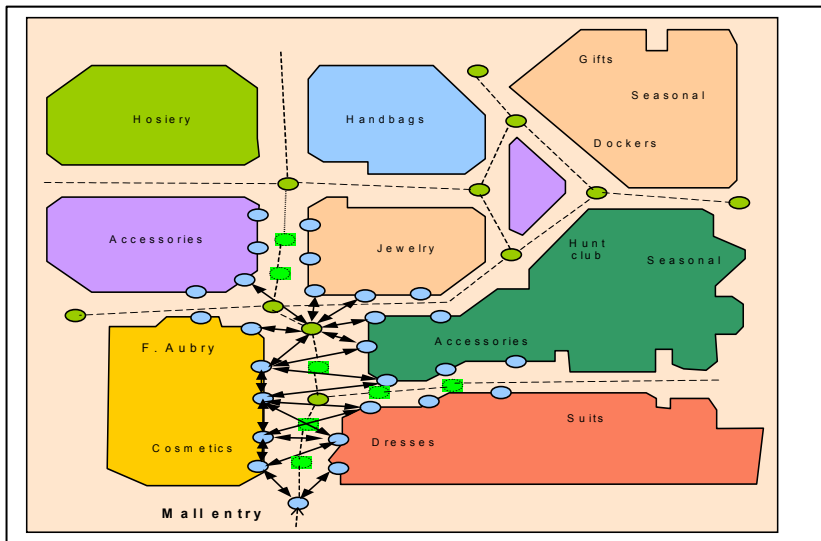 Gifts
Seasonal
Hosiery
Handbags
Dockers
Accessories
Jewelry
Hunt
club
Seasonal
F. Aubry
Accessories
Suits
Cosmetics
Dresses
Mall entry